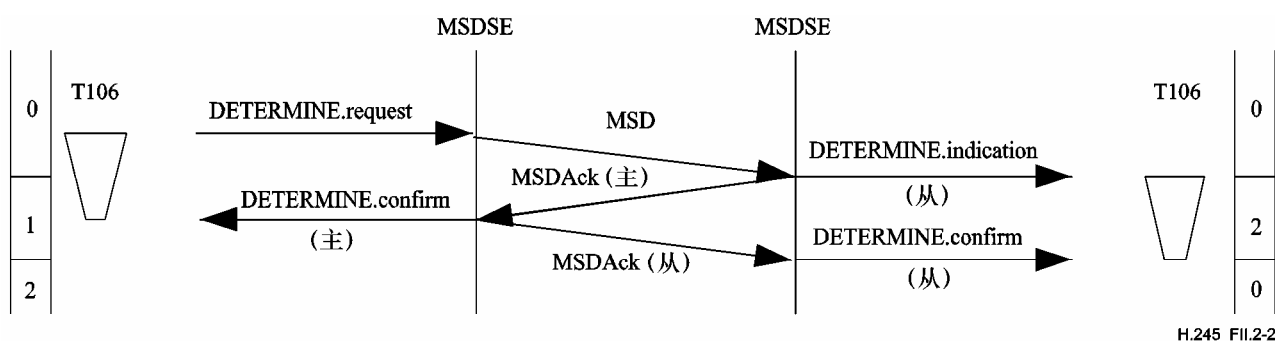 MSDSE
MSDSE
T106
T106
0
0
DETERMINE.request
MSD
DETERMINE.indication
(从)
MSDAck (主)
DETERMINE.confirm
(主)
1
2
DETERMINE.confirm
(从)
MSDAck (从)
2
0
H.245 FII.2-2